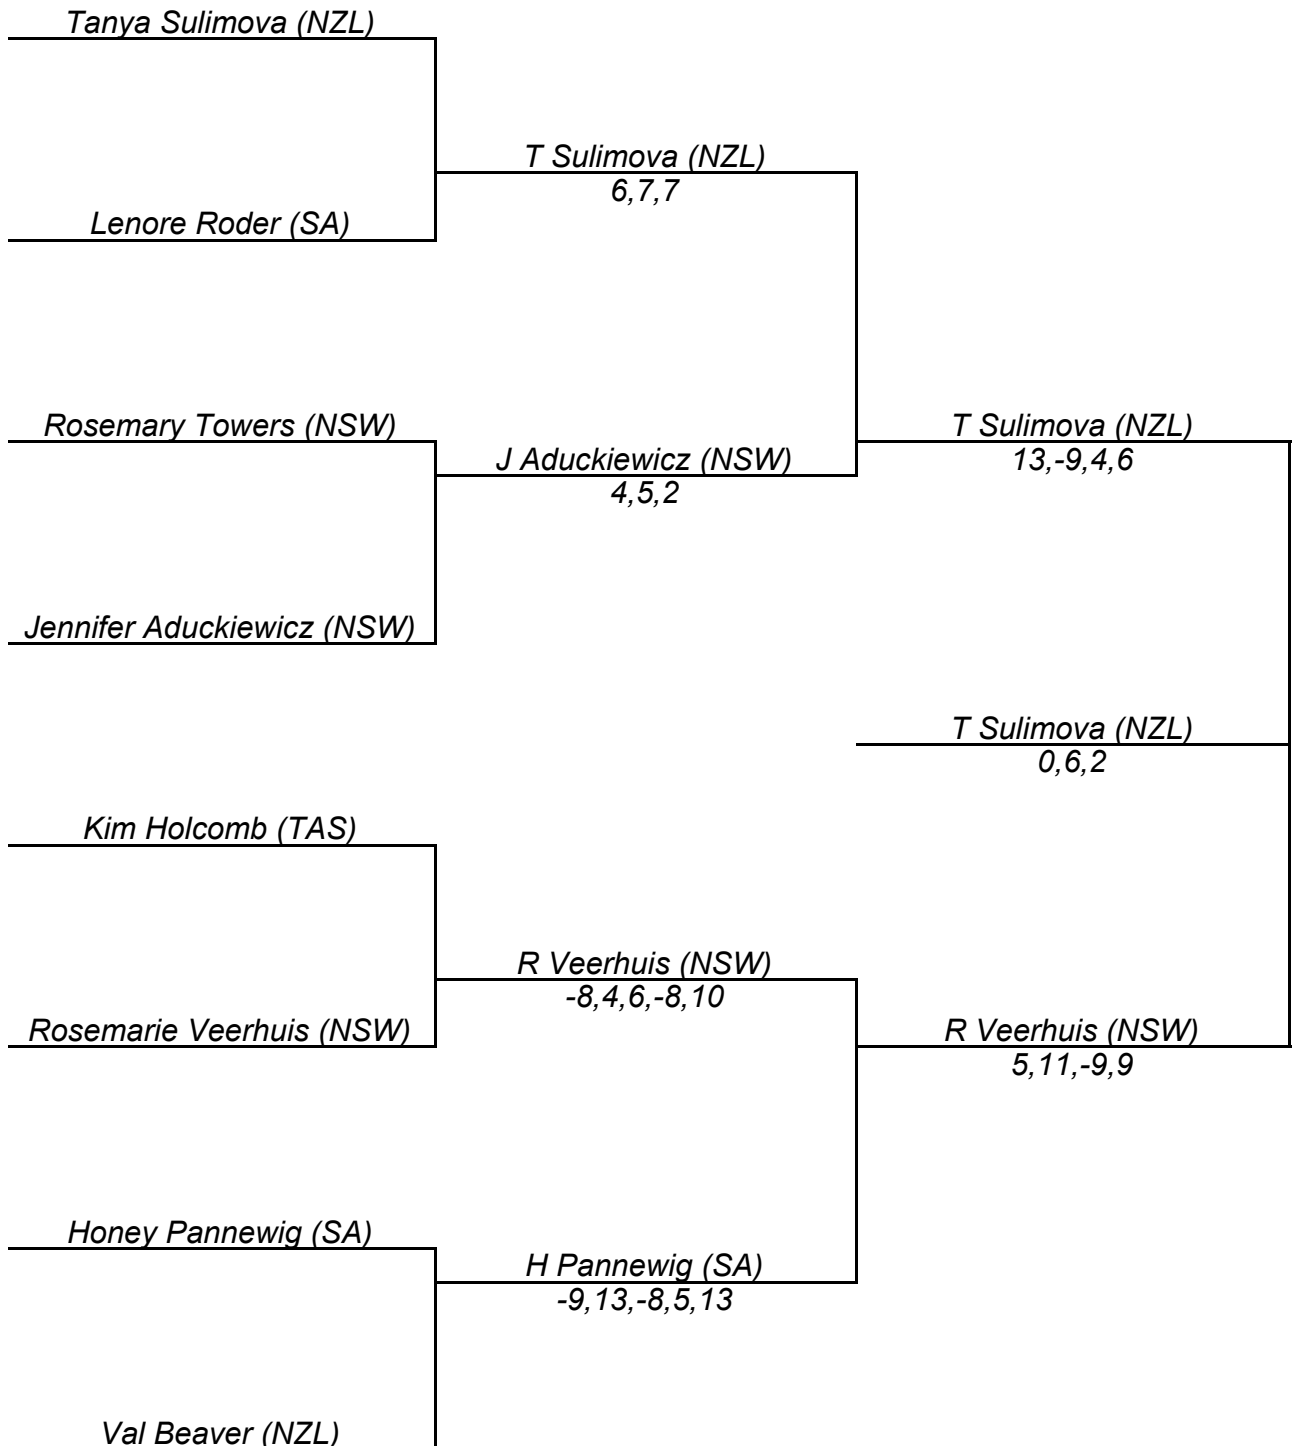 Tanya Sulimova (NZL)
T Sulimova (NZL)
6,7,7
Lenore Roder (SA)
Rosemary Towers (NSW)
T Sulimova (NZL)
J Aduckiewicz (NSW)
13,-9,4,6
4,5,2
Jennifer Aduckiewicz (NSW)
T Sulimova (NZL)
0,6,2
Kim Holcomb (TAS)
R Veerhuis (NSW)
-8,4,6,-8,10
Rosemarie Veerhuis (NSW)
R Veerhuis (NSW)
5,11,-9,9
Honey Pannewig (SA)
H Pannewig (SA)
-9,13,-8,5,13
Val Beaver (NZL)